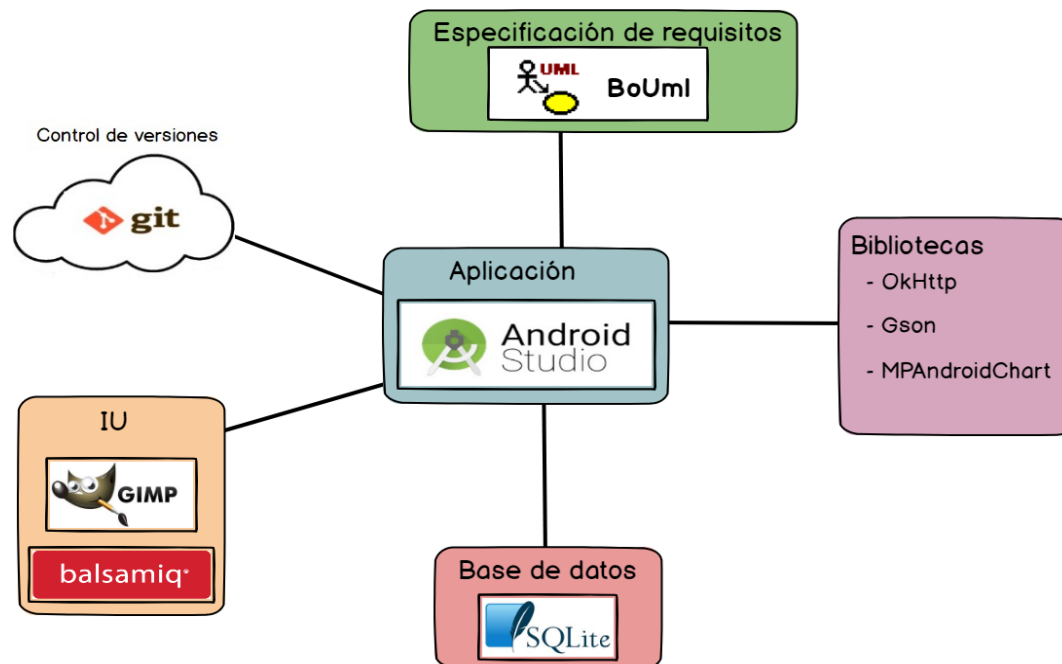 Especificación de requisitos
UML
BoUml
Control de versiones
git
Aplicación
Android
Studio
Bibliotecas
- OkHttp
- Gson
- MPAndroidChart
IU
GIMP
balsamiq®
Base de datos
SQLite